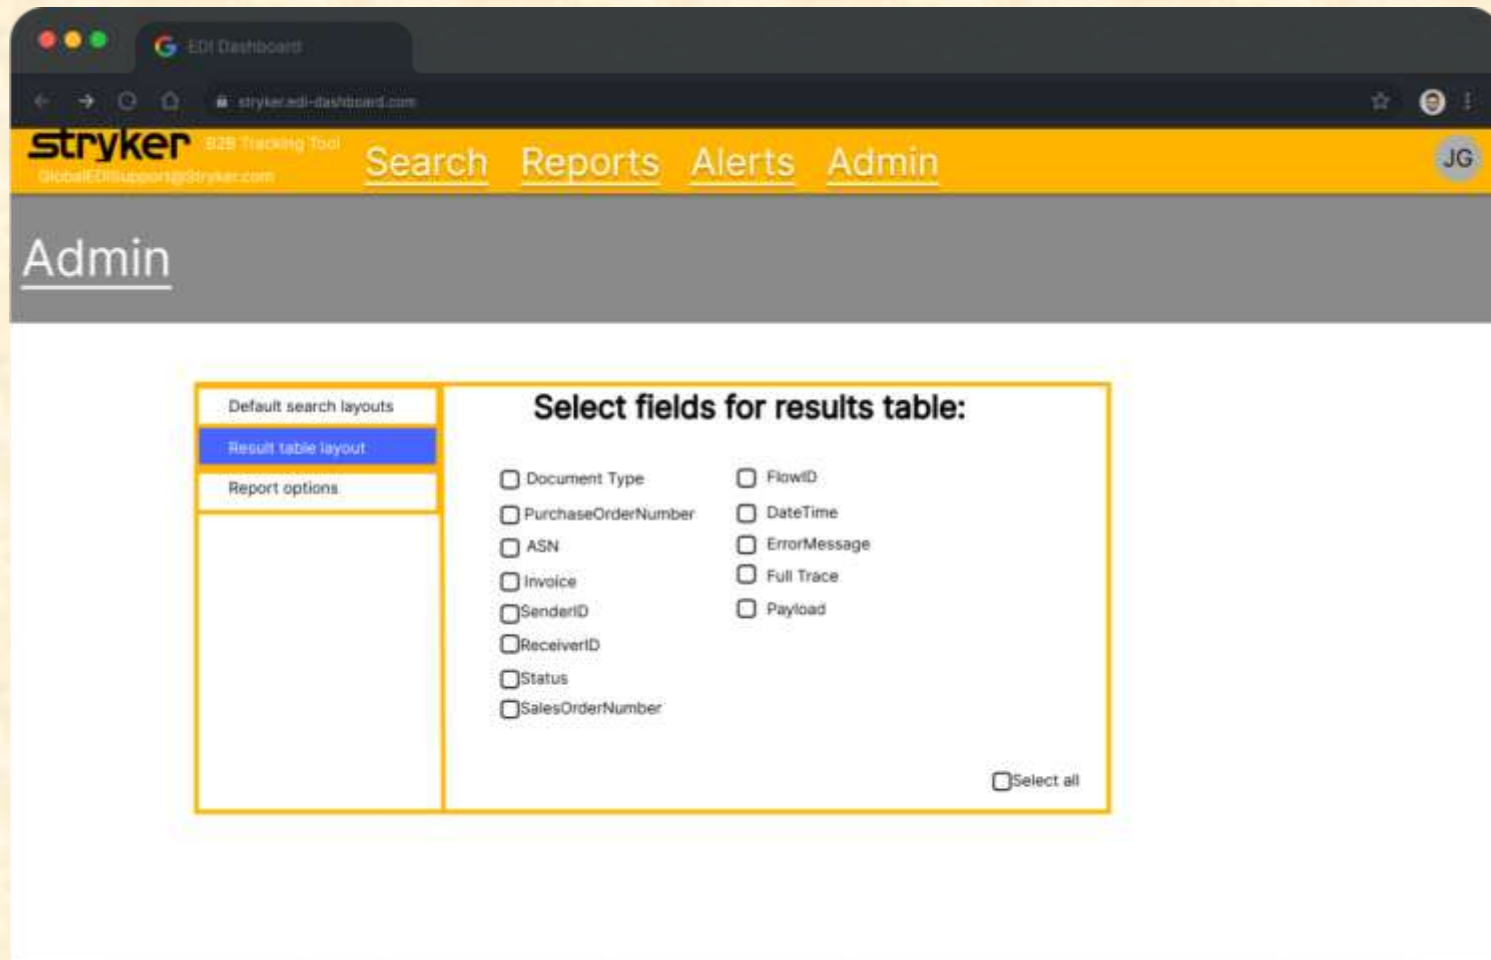 EDI Dashboard
stryker.edi-dashboard.com
stryker B2B Tracking Tool
GlobalEDISupport@Stryker.com
Search Reports Alerts Admin
JG
Admin
Default search layouts
Result table layout
Report options
Select fields for results table:
Document Type
PurchaseOrderNumber
ASN
Invoice
SenderID
ReceiverID
Status
SalesOrderNumber
FlowID
DateTime
ErrorMessage
Full Trace
Payload
Select all